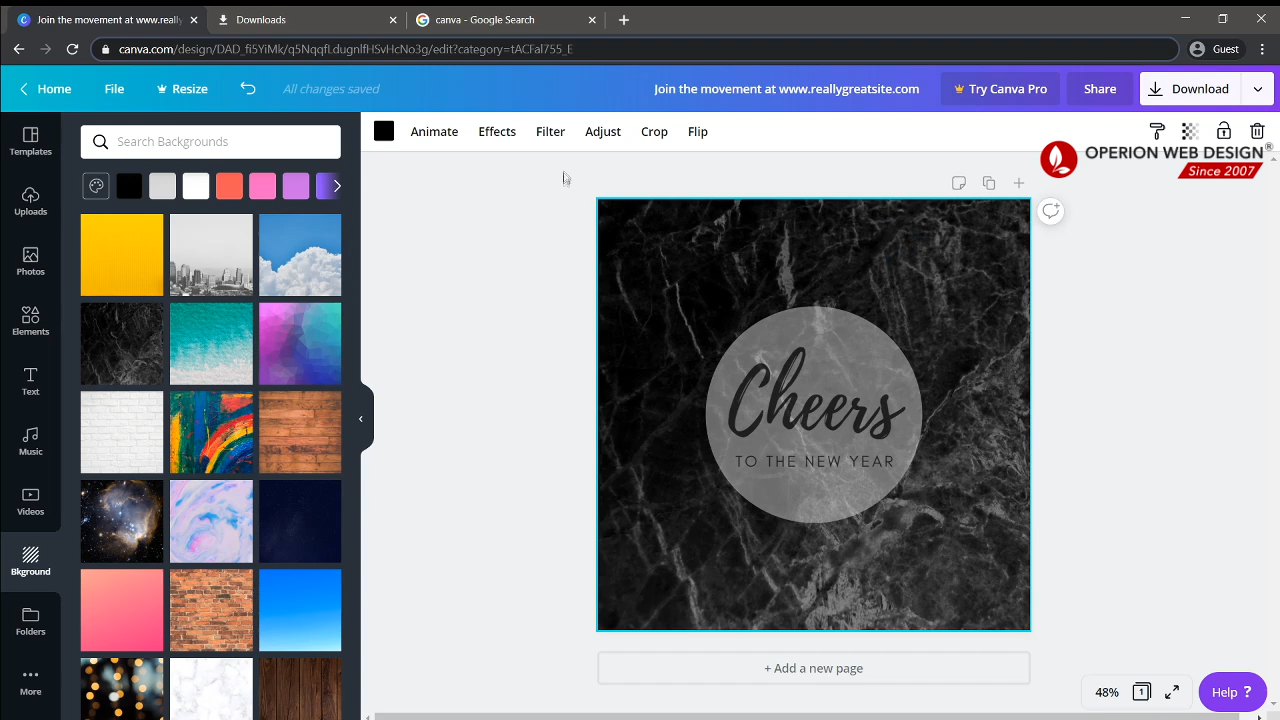 Join the movement at www.really
Downloads
canva - Google Search
canva.com/design/DAD_fi5YiMk/q5NqqfLdugnlfHSvHcNo3g/edit?category=tACFal755_E
Guest
Home
File
Resize
All changes saved
Join the movement at www.reallygreatsite.com
Try Canva Pro
Share
Download
Templates
Uploads
Photos
Elements
Text
Music
Videos
Bkground
Folders
More
Search Backgrounds
Animate
Effects
Filter
Adjust
Crop
Flip
OPERION WEB DESIGN®
Since 2007
Cheers
TO THE NEW YEAR
+ Add a new page
48%
1
Help ?